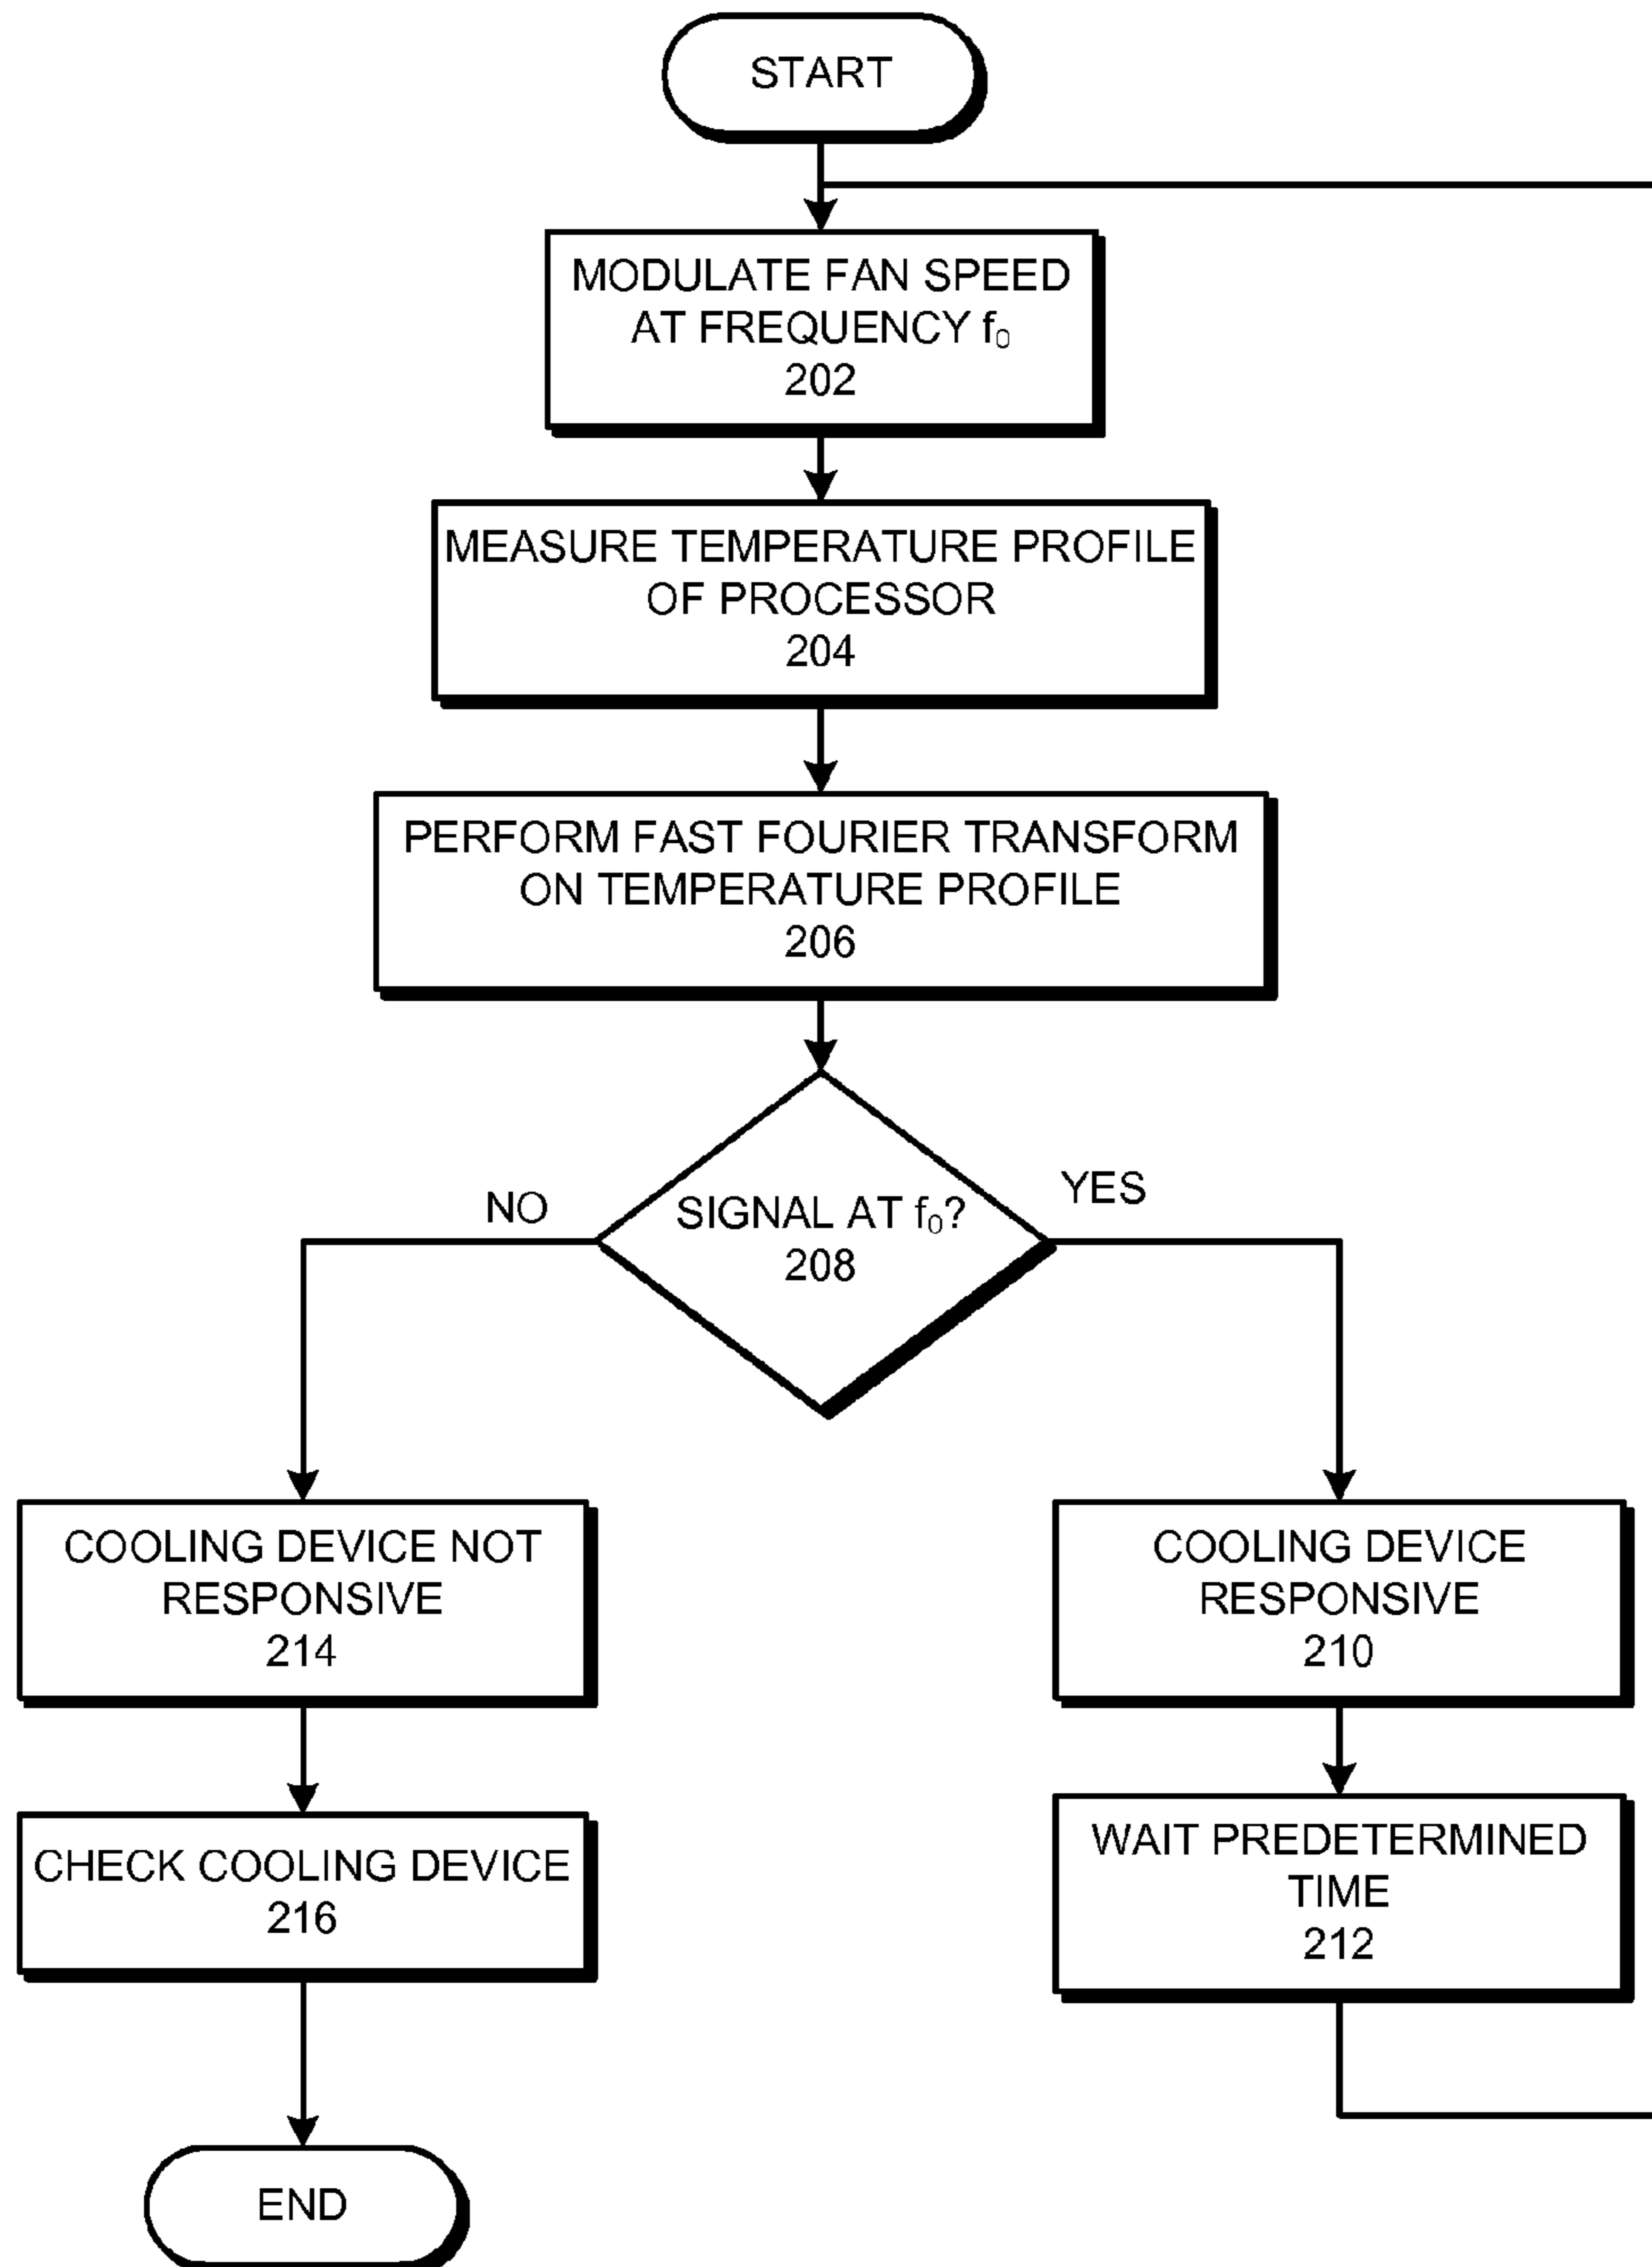 START
MODULATE FAN SPEED
AT FREQUENCY f₀
202
MEASURE TEMPERATURE PROFILE
OF PROCESSOR
204
PERFORM FAST FOURIER TRANSFORM
ON TEMPERATURE PROFILE
206
SIGNAL AT f₀?
208
NO
YES
COOLING DEVICE NOT
RESPONSIVE
214
COOLING DEVICE
RESPONSIVE
210
CHECK COOLING DEVICE
216
WAIT PREDETERMINED
TIME
212
END